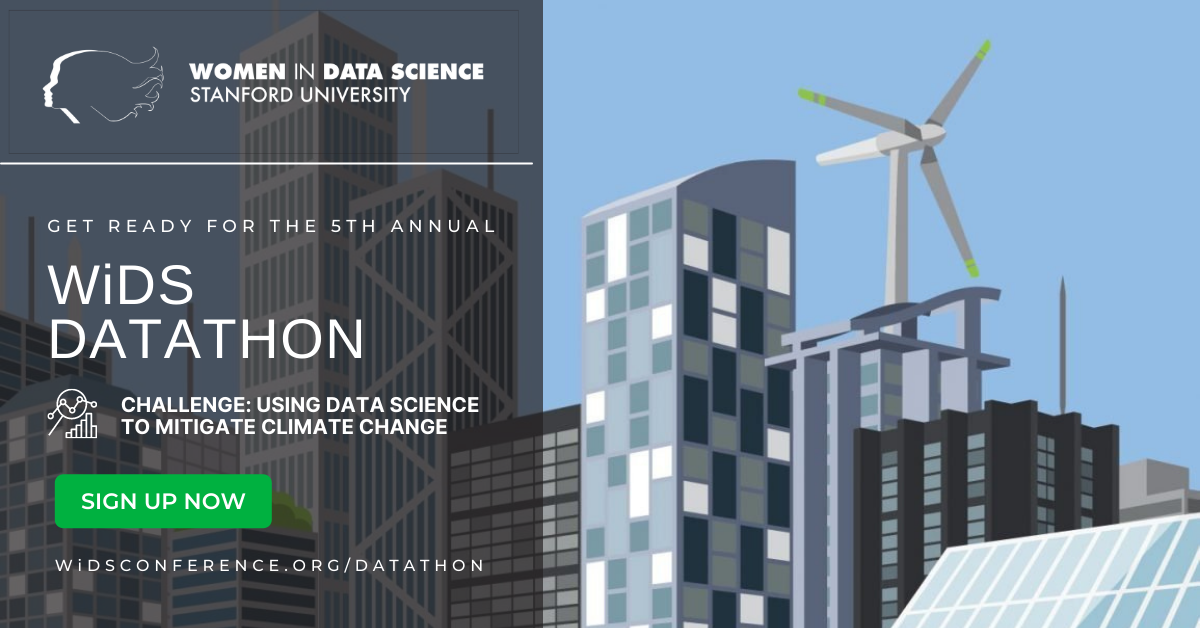 WOMEN IN DATA SCIENCE
STANFORD UNIVERSITY
GET READY FOR THE 5TH ANNUAL
WiDS
DATATHON
CHALLENGE: USING DATA SCIENCE
TO MITIGATE CLIMATE CHANGE
SIGN UP NOW
WiDSCONFERENCE.ORG/DATATHON